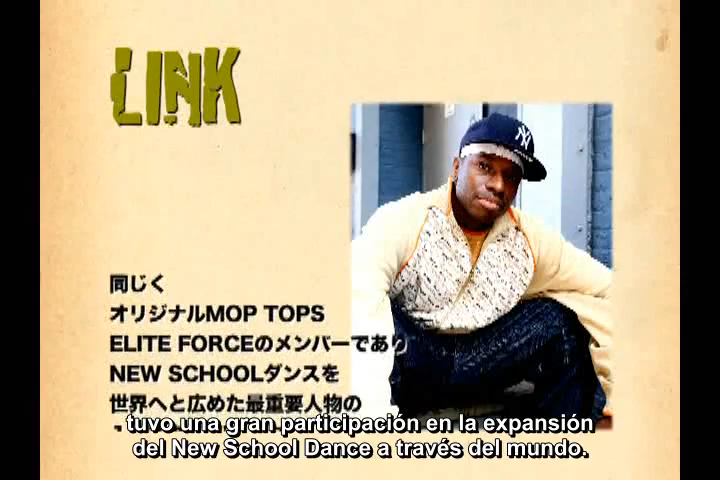 LINK
NY
同じく
オリジナルMOP TOPS
ELITE FORCEのメンバーであり
NEW SCHOOLダンスを
世界へと広めた最重要人物の
tuvo una gran participación en la expansión
del New School Dance a través del mundo.